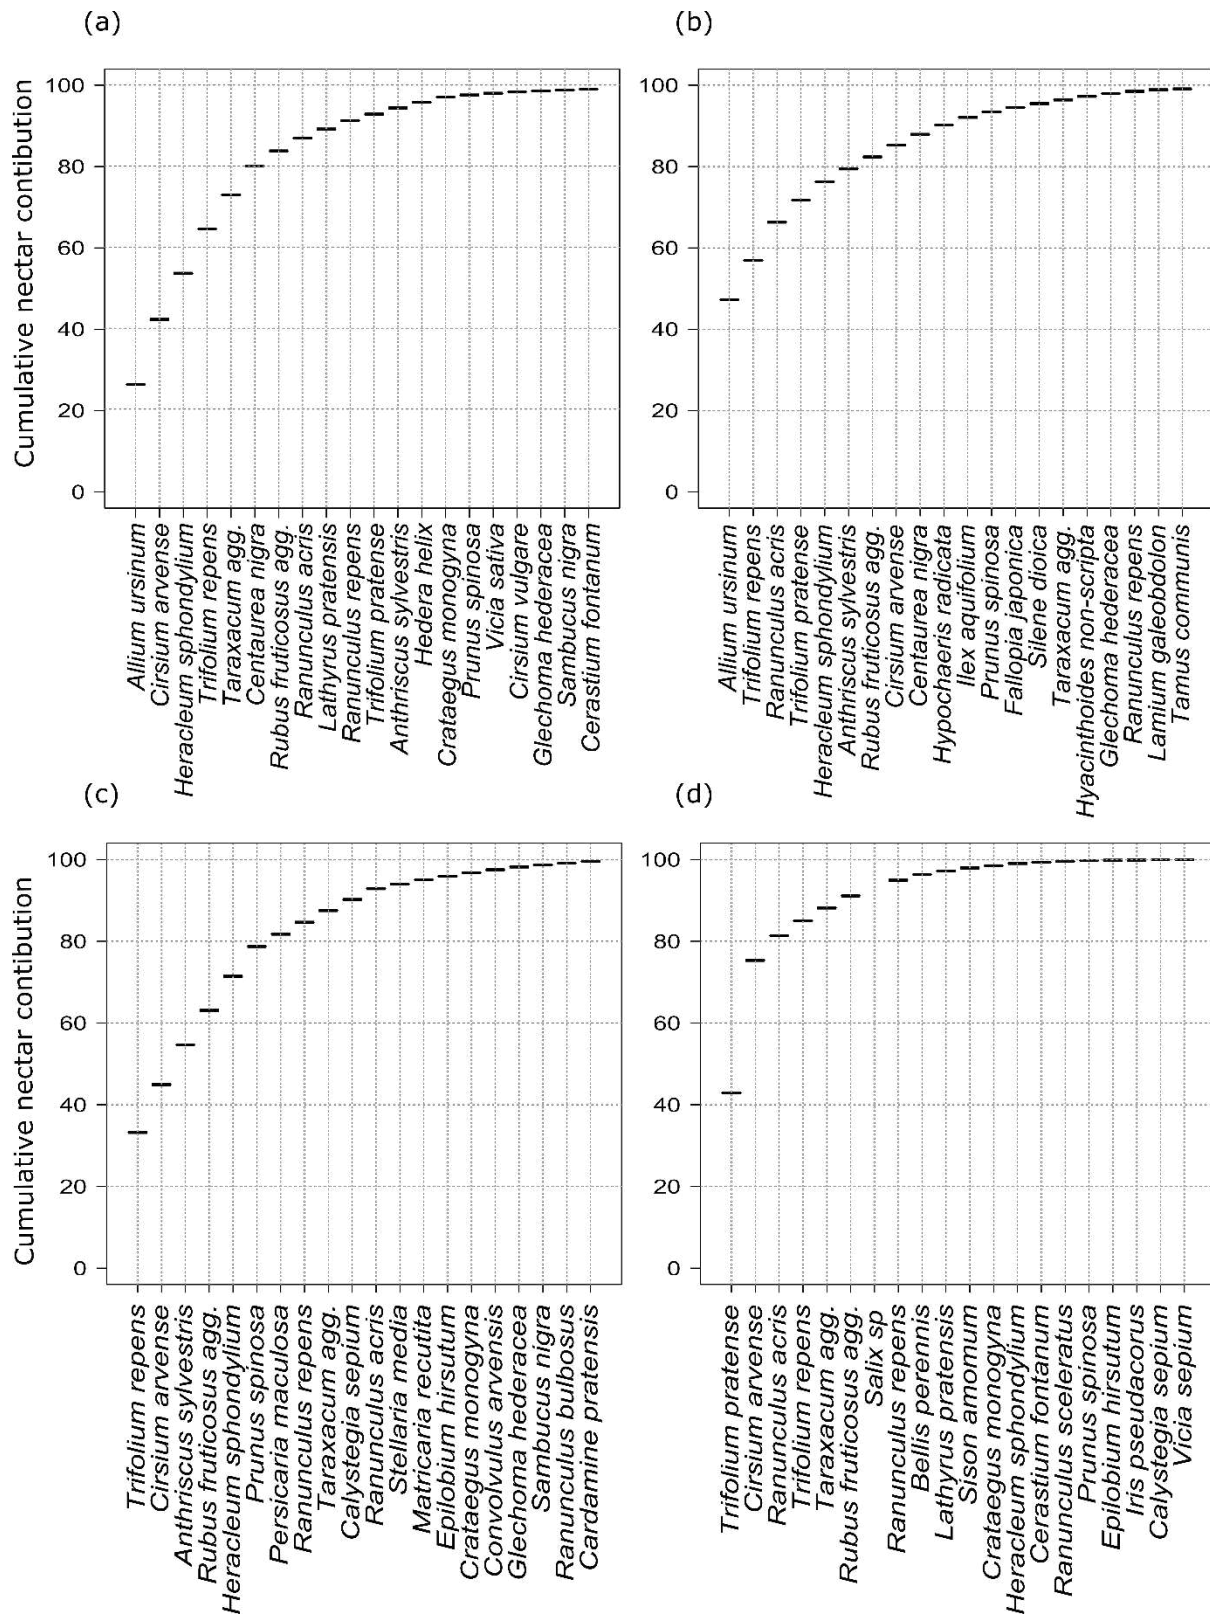 (a)
Cumulative nectar contibution
100
80
60
40
20
0
Allium ursinum
Cirsium arvense
Heracleum sphondylium
Trifolium repens
Taraxacum agg.
Centaurea nigra
Rubus fruticosus agg.
Ranunculus acris
Lathyrus pratensis
Ranunculus repens
Trifolium pratense
Anthriscus sylvestris
Hedera helix
Crataegus monogyna
Prunus spinosa
Vicia sativa
Cirsium vulgare
Glechoma hederacea
Sambucus nigra
Cerastium fontanum
(b)
100
80
60
40
20
0
Allium ursinum
Trifolium repens
Ranunculus acris
Trifolium pratense
Heracleum sphondylium
Anthriscus sylvestris
Rubus fruticosus agg.
Cirsium arvense
Centaurea nigra
Hypochaeris radicata
Ilex aquifolium
Prunus spinosa
Fallopia japonica
Silene dioica
Taraxacum agg.
Hyacinthoides non-scripta
Glechoma hederacea
Ranunculus repens
Lamium galeobdolon
Tamus communis
(c)
Cumulative nectar contibution
100
80
60
40
20
0
Trifolium repens
Cirsium arvense
Anthriscus sylvestris
Rubus fruticosus agg.
Heracleum sphondylium
Prunus spinosa
Persicaria maculosa
Ranunculus repens
Taraxacum agg.
Calystegia sepium
Ranunculus acris
Stellaria media
Matricaria recutita
Epilobium hirsutum
Crataegus monogyna
Convolvulus arvensis
Glechoma hederacea
Sambucus nigra
Ranunculus bulbosus
Cardamine pratensis
(d)
100
80
60
40
20
0
Trifolium pratense
Cirsium arvense
Ranunculus acris
Trifolium repens
Taraxacum agg.
Rubus fruticosus agg.
Salix sp
Ranunculus repens
Bellis perennis
Lathyrus pratensis
Sison amomum
Crataegus monogyna
Heracleum sphondylium
Cerastium fontanum
Ranunculus sceleratus
Prunus spinosa
Epilobium hirsutum
Iris pseudacorus
Calystegia sepium
Vicia sepium